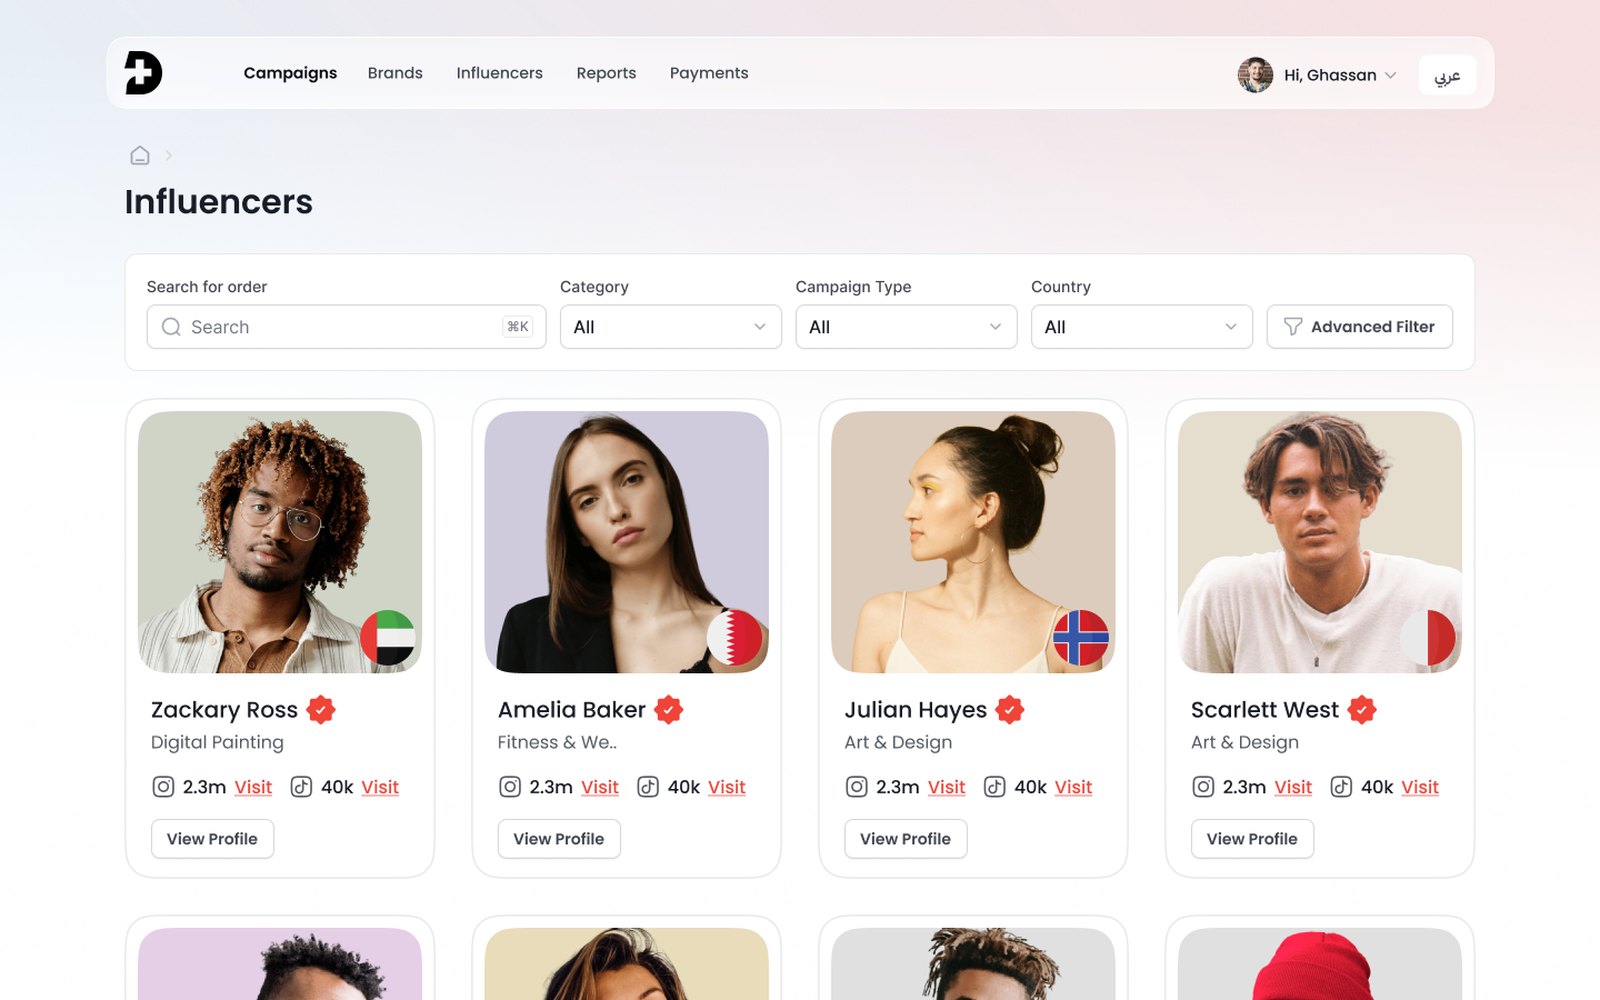 Campaigns Brands Influencers Reports Payments Hi, Ghassan عربي
Influencers
Search for order Category Campaign Type Country
Search ⌘K All All All Advanced Filter
Zackary Ross Amelia Baker Julian Hayes Scarlett West
Digital Painting Fitness & We.. Art & Design Art & Design
2.3m Visit 40k Visit 2.3m Visit 40k Visit 2.3m Visit 40k Visit 2.3m Visit 40k Visit
View Profile View Profile View Profile View Profile